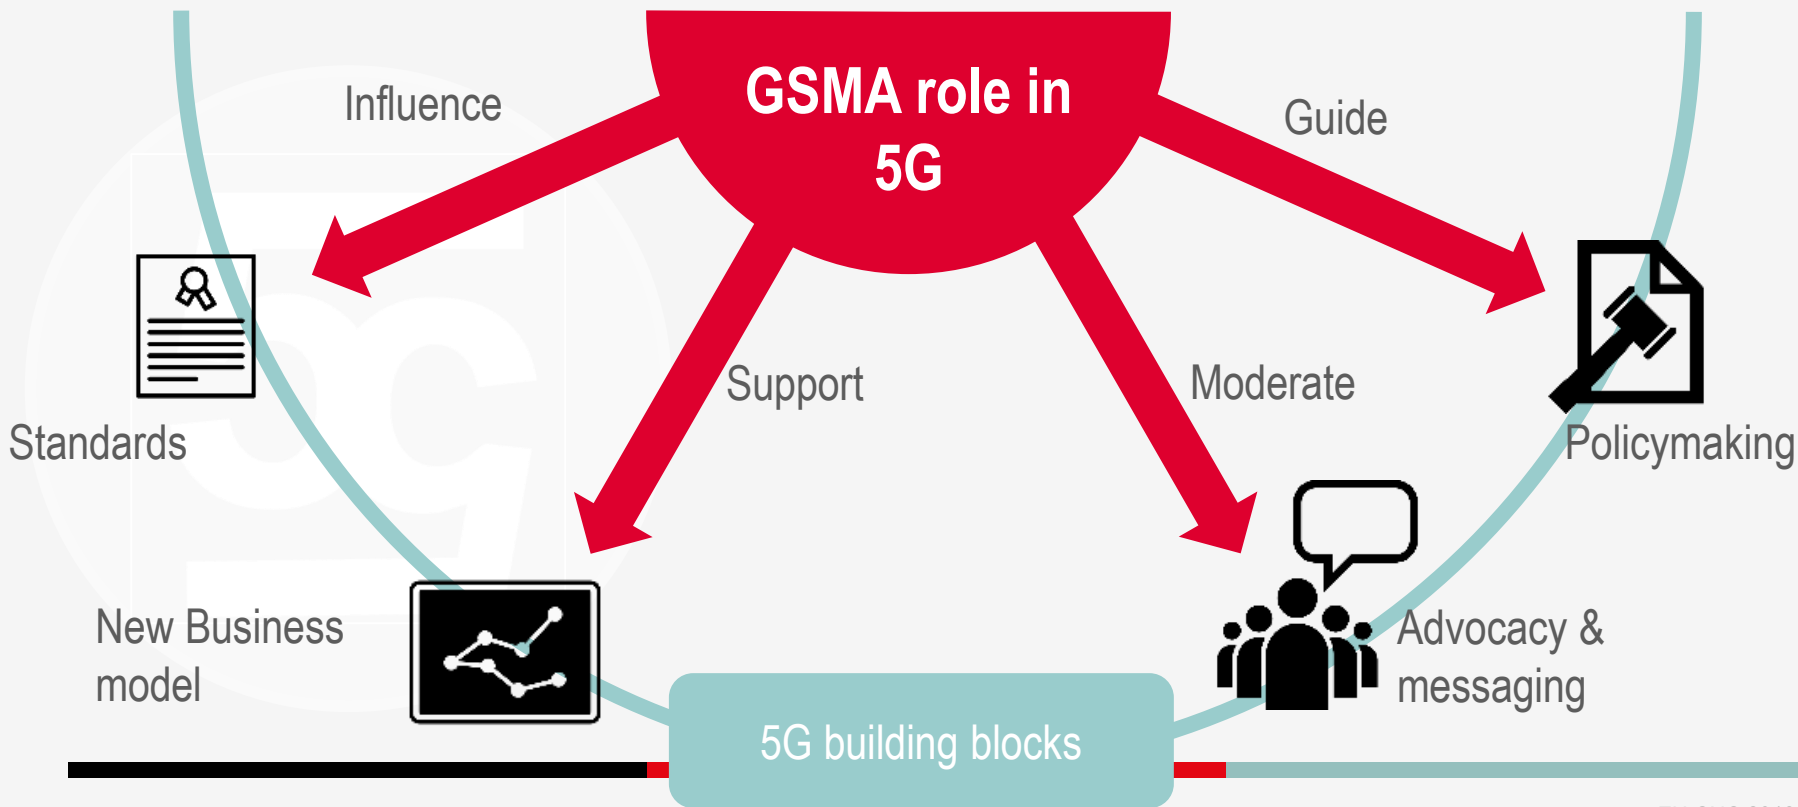 GSMA role in
5G
Influence
Guide
Support
Moderate
Standards
Policymaking
New Business
model
Advocacy &
messaging
5G building blocks